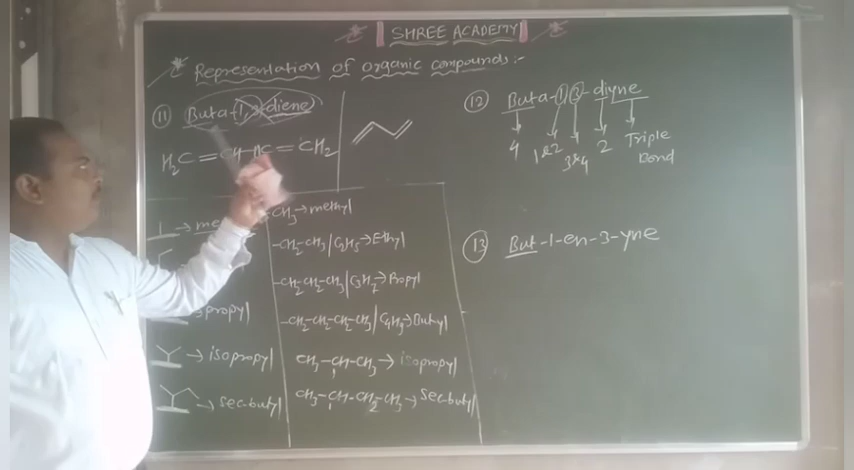 SHREE ACADEMY
* Representation of organic compounds:-
11 Buta-1,3-diene
H2C=CH-HC=CH2
12 Buta-1,3-diyne
4 1&2 3&4 2 Triple Bond
13 But-1-en-3-yne
-CH3→methyl
-CH2-CH3/C2H5→Ethyl
-CH2-CH2-CH3/C3H7→Propyl
propyl
-CH2-CH2-CH2-CH3/C4H9→Butyl
→isopropyl
CH3-CH-CH3→isopropyl
→sec-butyl
CH3-CH-CH2-CH3→Sec-butyl